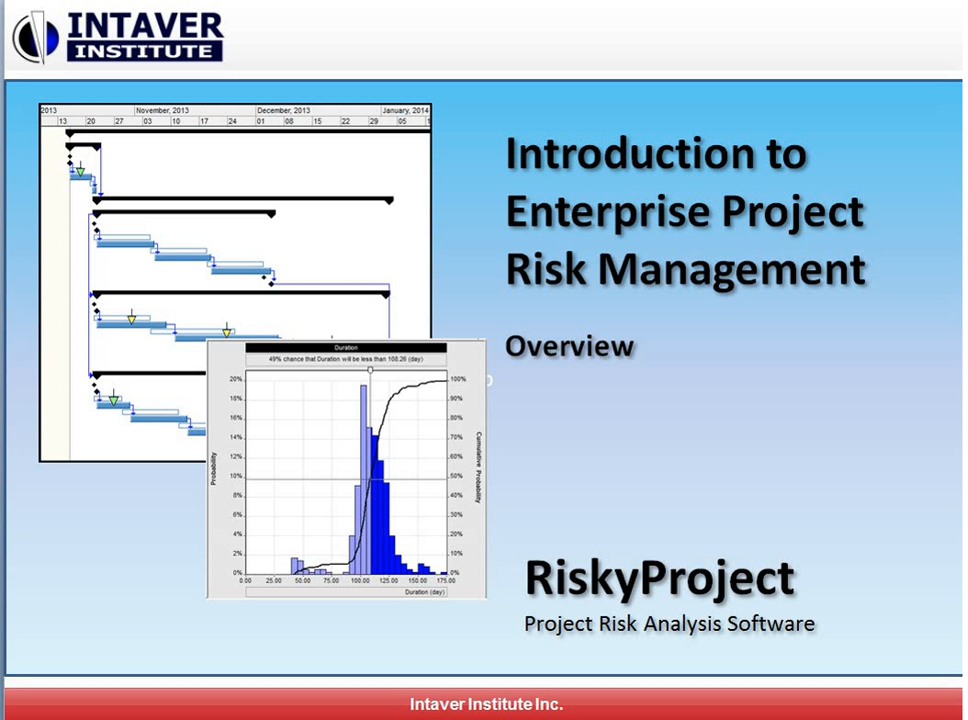 INTAVER
INSTITUTE
2013 November, 2013 December, 2013 January, 2014
13 20 27 03 10 17 24 01 08 15 22 29 05
Introduction to
Enterprise Project
Risk Management
Overview
Duration
49% chance that Duration will be less than 108.26 (day)
20% 100%
18% 90%
16% 80%
14% 70%
12% 60%
10% 50%
8% 40%
6% 30%
4% 20%
2% 10%
0% 0%
Probability
Cumulative Probability
0.00 25.00 50.00 75.00 100.00 125.00 150.00 175.00
Duration (day)
RiskyProject
Project Risk Analysis Software
Intaver Institute Inc.